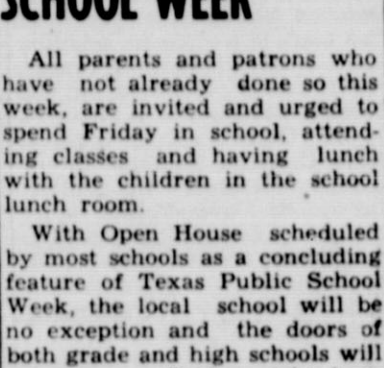 SCHOOL WEEK
All parents and patrons who
have not already done so this
week, are invited and urged to
spend Friday in school, attend-
ing classes and having lunch
with the children in the school
lunch room.
With Open House scheduled
by most schools as a concluding
feature of Texas Public School
Week, the local school will be
no exception and the doors of
both grade and high schools will